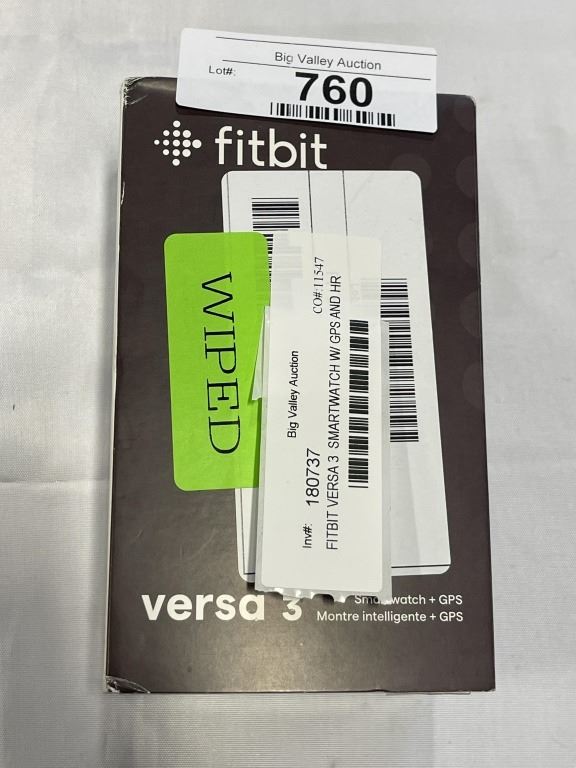 Big Valley Auction
Lot#:
760
fitbit
WIPED
CO#:11547
Big Valley Auction
Inv#: 180737
FITBIT VERSA 3 SMARTWATCH W/ GPS AND HR
versa 3
Smartwatch + GPS
Montre intelligente + GPS